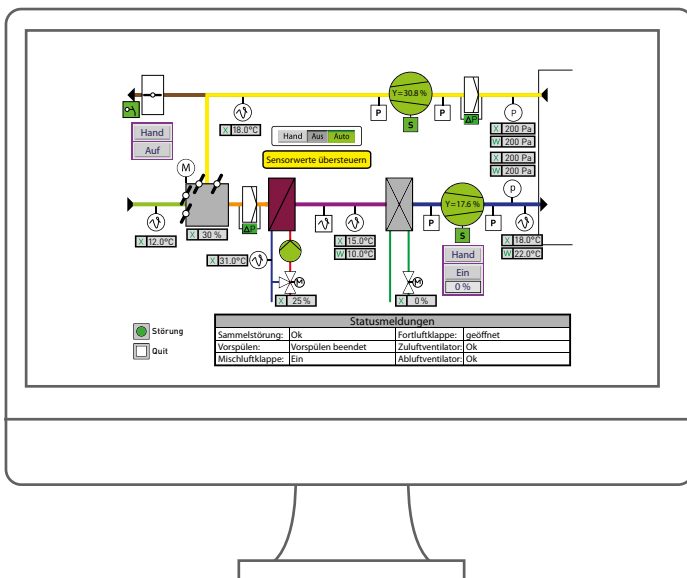 Y=30.8 %
P
P
P
S
ΔP
X 18.0°C
Hand Aus Auto
Hand
Auf
X 200 Pa
W 200 Pa
X 200 Pa
W 200 Pa
Sensorwerte übersteuern
M
p
Y=17.6 %
P
P
S
ΔP
X 12.0°C
X 30 %
X 15.0°C
W 10.0°C
X 18.0°C
W 22.0°C
X 31.0°C
Hand
Ein
0 %
M
M
X 25 %
X 0 %
Statusmeldungen
Störung
Sammelstörung: Ok Fortluftklappe: geöffnet
Quit
Vorspülen: Vorspülen beendet Zuluftventilator: Ok
Mischluftklappe: Ein Abluftventilator: Ok